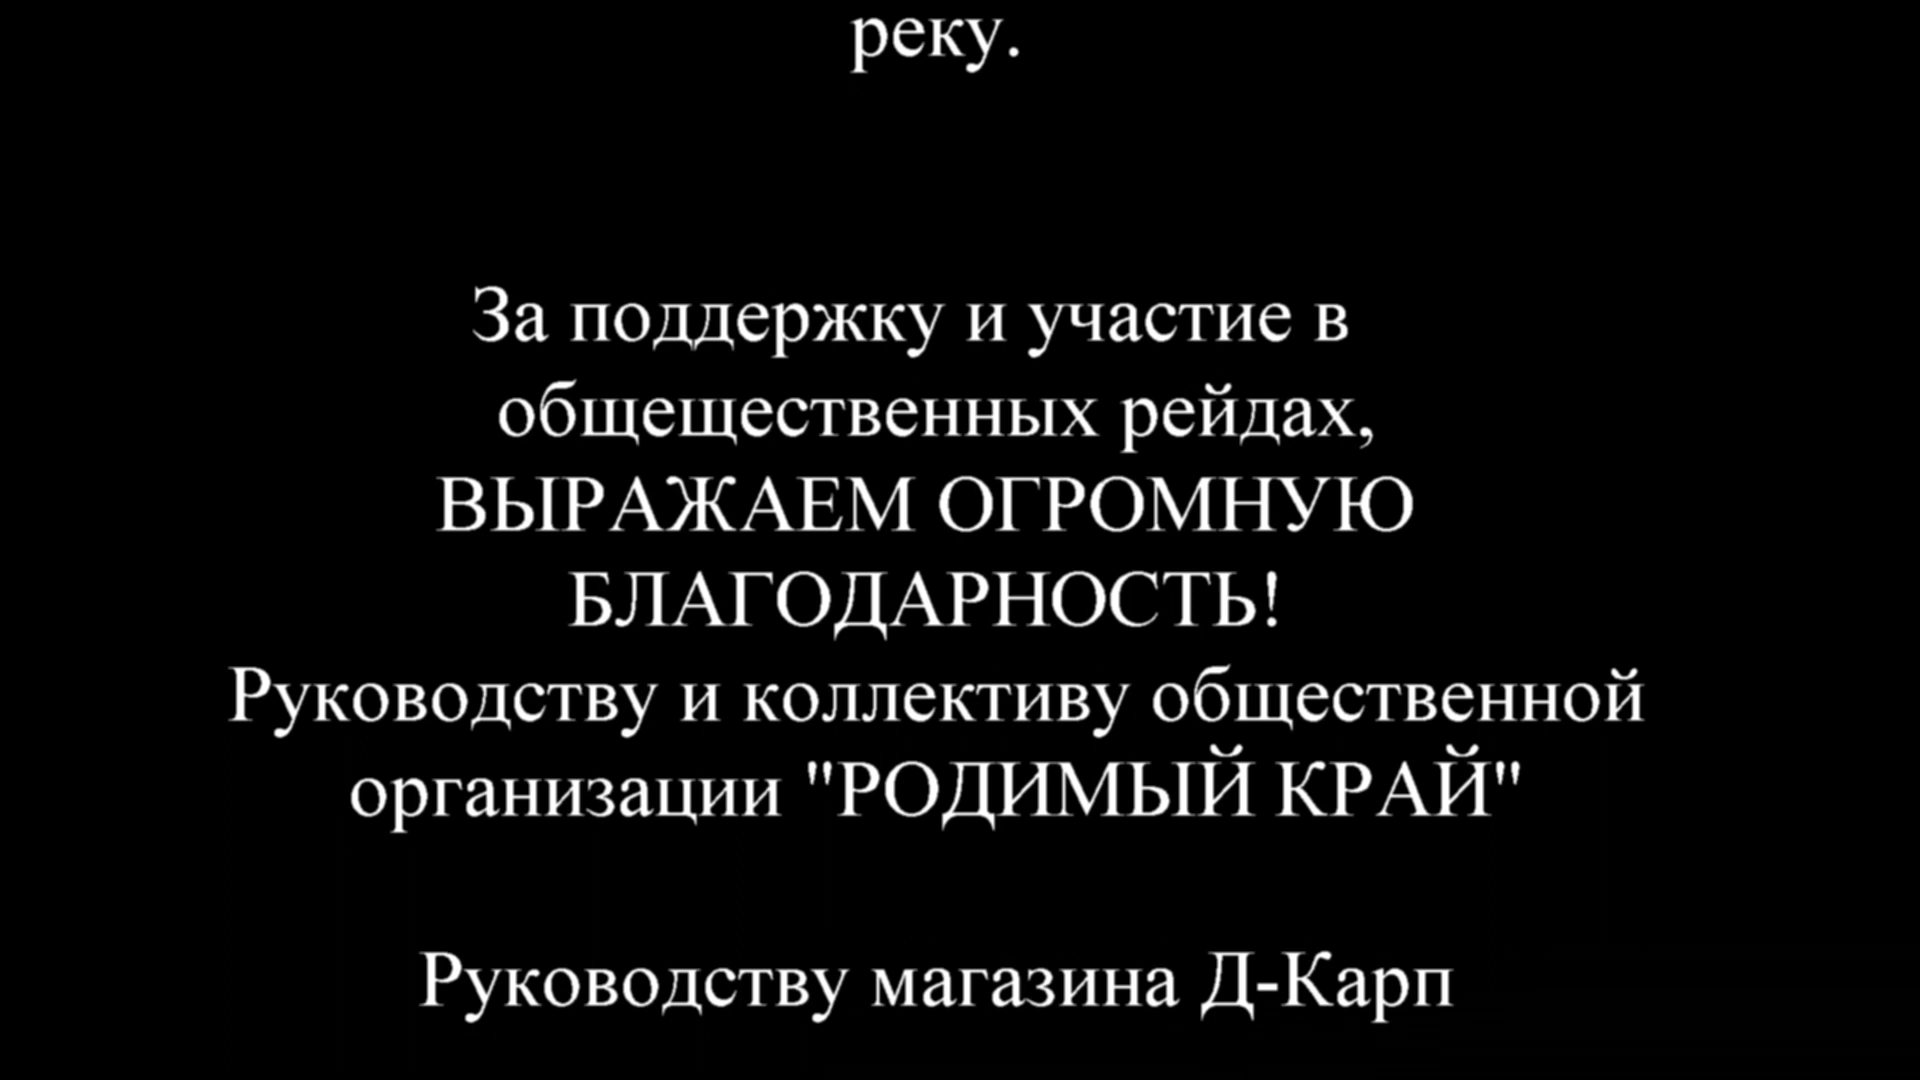 реку.
За поддержку и участие в
общещественных рейдах,
ВЫРАЖАЕМ ОГРОМНУЮ
БЛАГОДАРНОСТЬ!
Руководству и коллективу общественной
организации "РОДИМЫЙ КРАЙ"
Руководству магазина Д-Карп